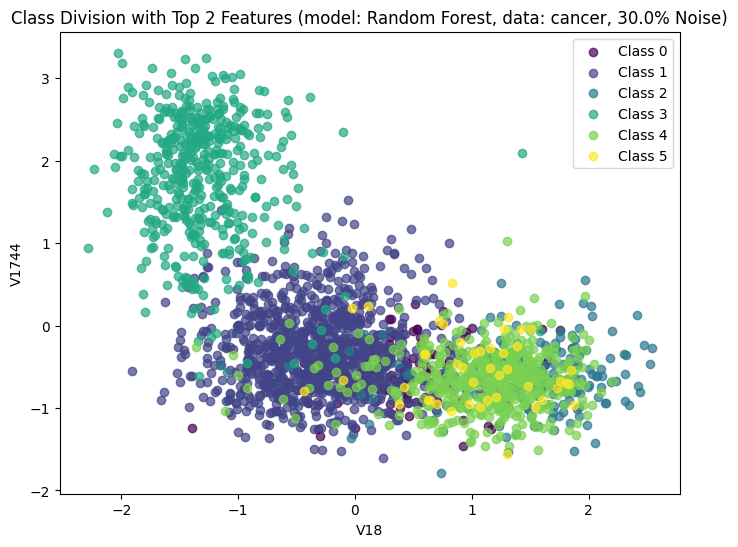 Class Division with Top 2 Features (model: Random Forest, data: cancer, 30.0% Noise)
Class 0
Class 1
Class 2
Class 3
Class 4
Class 5
3
2
1
0
−1
−2
V1744
−2
−1
0
1
2
V18